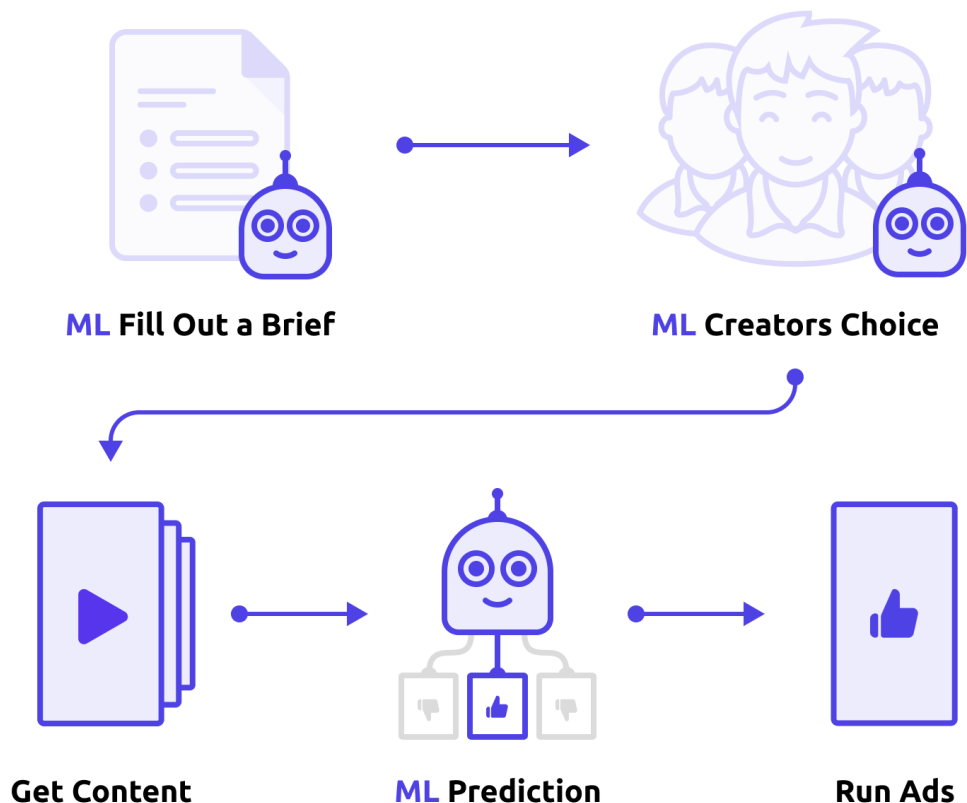 ML Fill Out a Brief
ML Creators Choice
Get Content
ML Prediction
Run Ads